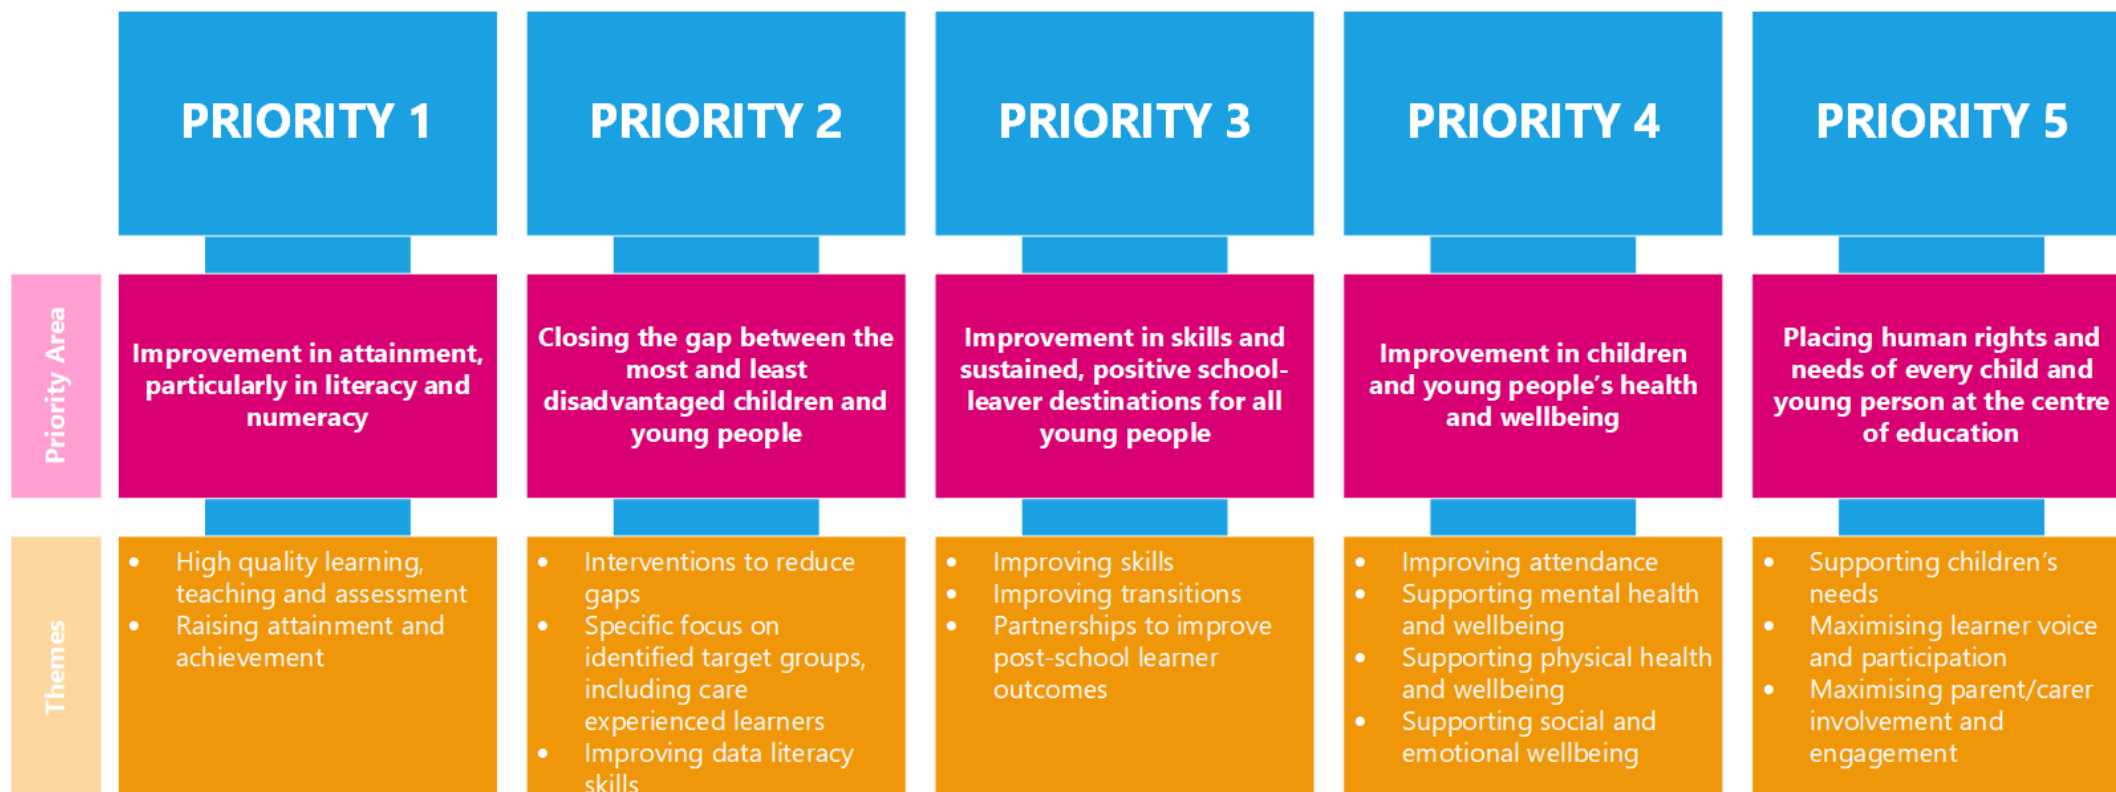 PRIORITY 1
PRIORITY 2
PRIORITY 3
PRIORITY 4
PRIORITY 5
Priority Area
Improvement in attainment,
particularly in literacy and
numeracy
Closing the gap between the
most and least
disadvantaged children and
young people
Improvement in skills and
sustained, positive school-
leaver destinations for all
young people
Improvement in children
and young people’s health
and wellbeing
Placing human rights and
needs of every child and
young person at the centre
of education
Themes
• High quality learning,
teaching and assessment
• Raising attainment and
achievement
• Interventions to reduce
gaps
• Specific focus on
identified target groups,
including care
experienced learners
• Improving data literacy
skills
• Improving skills
• Improving transitions
• Partnerships to improve
post-school learner
outcomes
• Improving attendance
• Supporting mental health
and wellbeing
• Supporting physical health
and wellbeing
• Supporting social and
emotional wellbeing
• Supporting children’s
needs
• Maximising learner voice
and participation
• Maximising parent/carer
involvement and
engagement